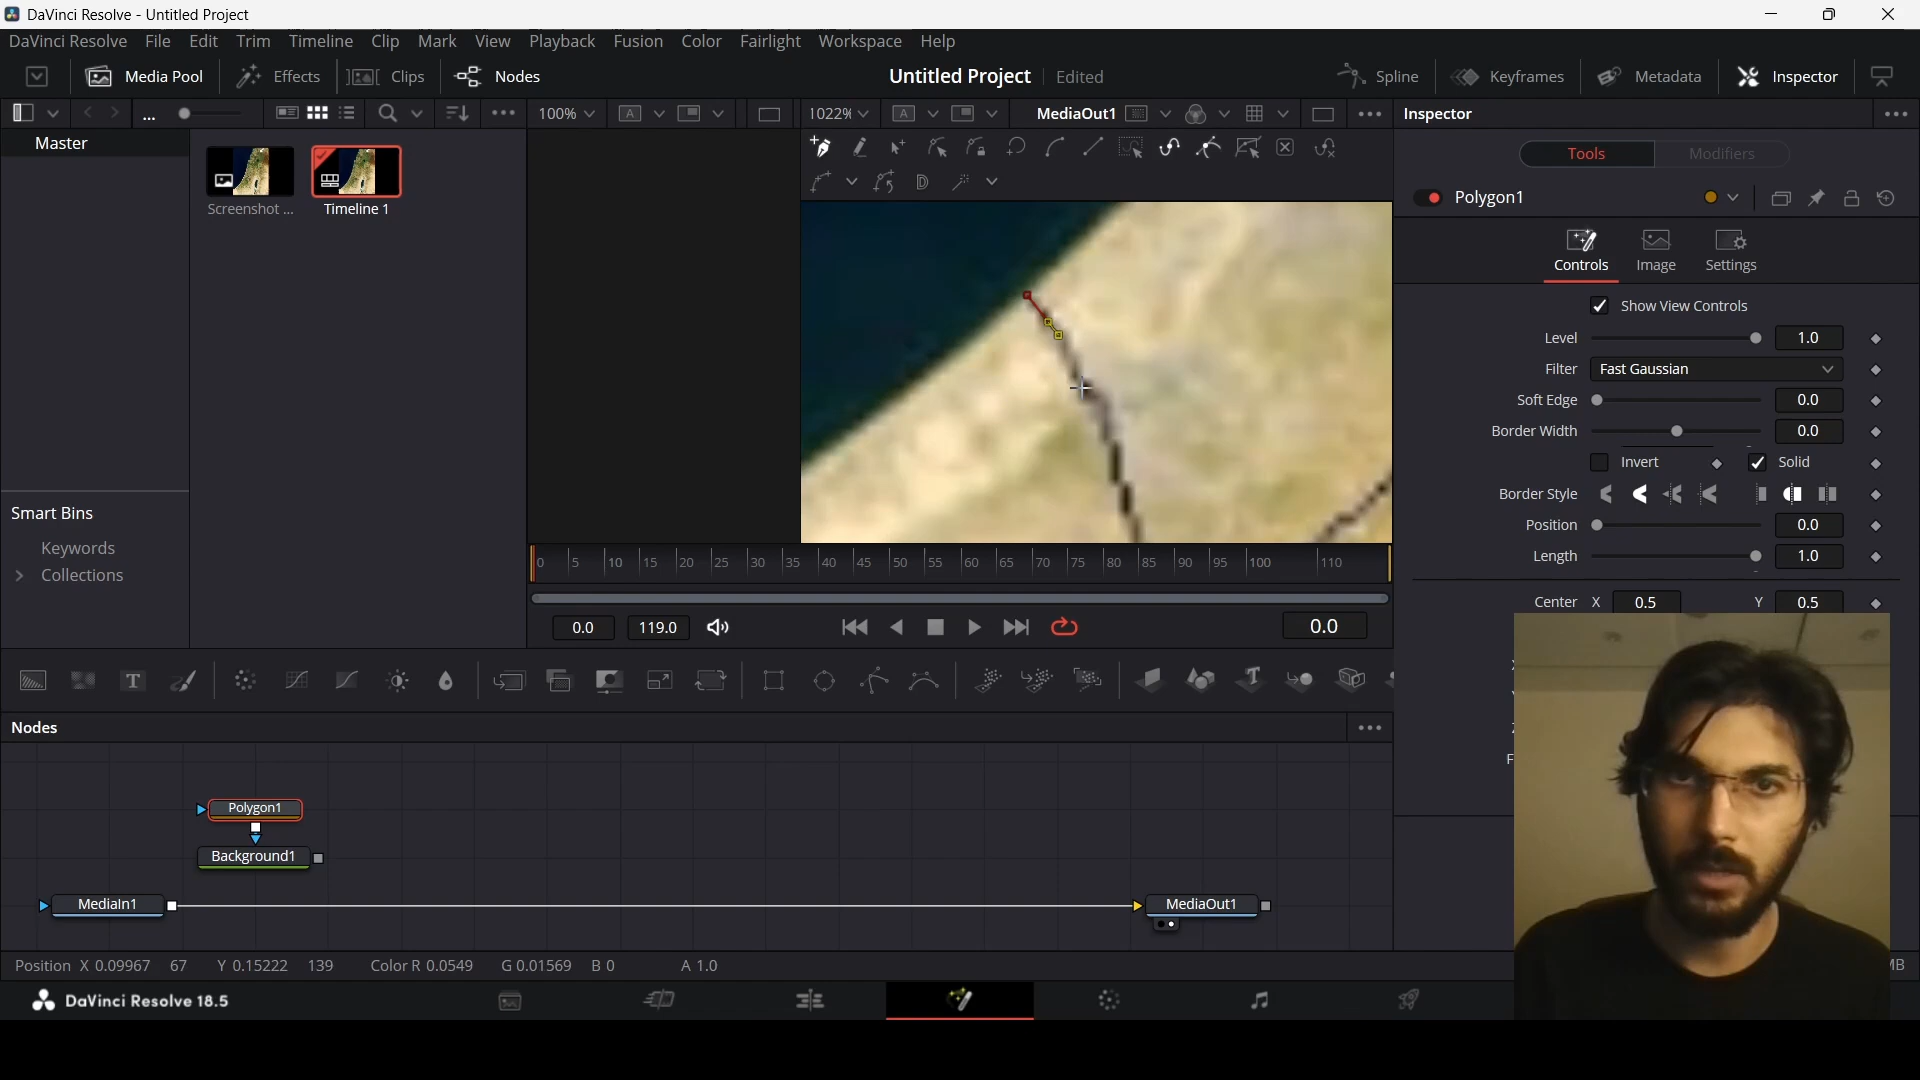 DaVinci Resolve - Untitled Project
DaVinci Resolve File Edit Trim Timeline Clip Mark View Playback Fusion Color Fairlight Workspace Help
Media Pool Effects Clips Nodes Untitled Project Edited Spline Keyframes Metadata Inspector
... 100% A 1022% A MediaOut1 Inspector
Master
Tools Modifiers
Polygon1
Screenshot ... Timeline 1
Controls Image Settings
Show View Controls
Level 1.0
Filter Fast Gaussian
Soft Edge 0.0
Border Width 0.0
Invert Solid
Border Style
Position 0.0
Length 1.0
Center X 0.5 Y 0.5
Smart Bins
Keywords
Collections
0 5 10 15 20 25 30 35 40 45 50 55 60 65 70 75 80 85 90 95 100 110
0.0 119.0 0.0
Nodes
Polygon1
Background1
MediaIn1 MediaOut1
Position X 0.09967 67 Y 0.15222 139 Color R 0.0549 G 0.01569 B 0 A 1.0
MB
DaVinci Resolve 18.5